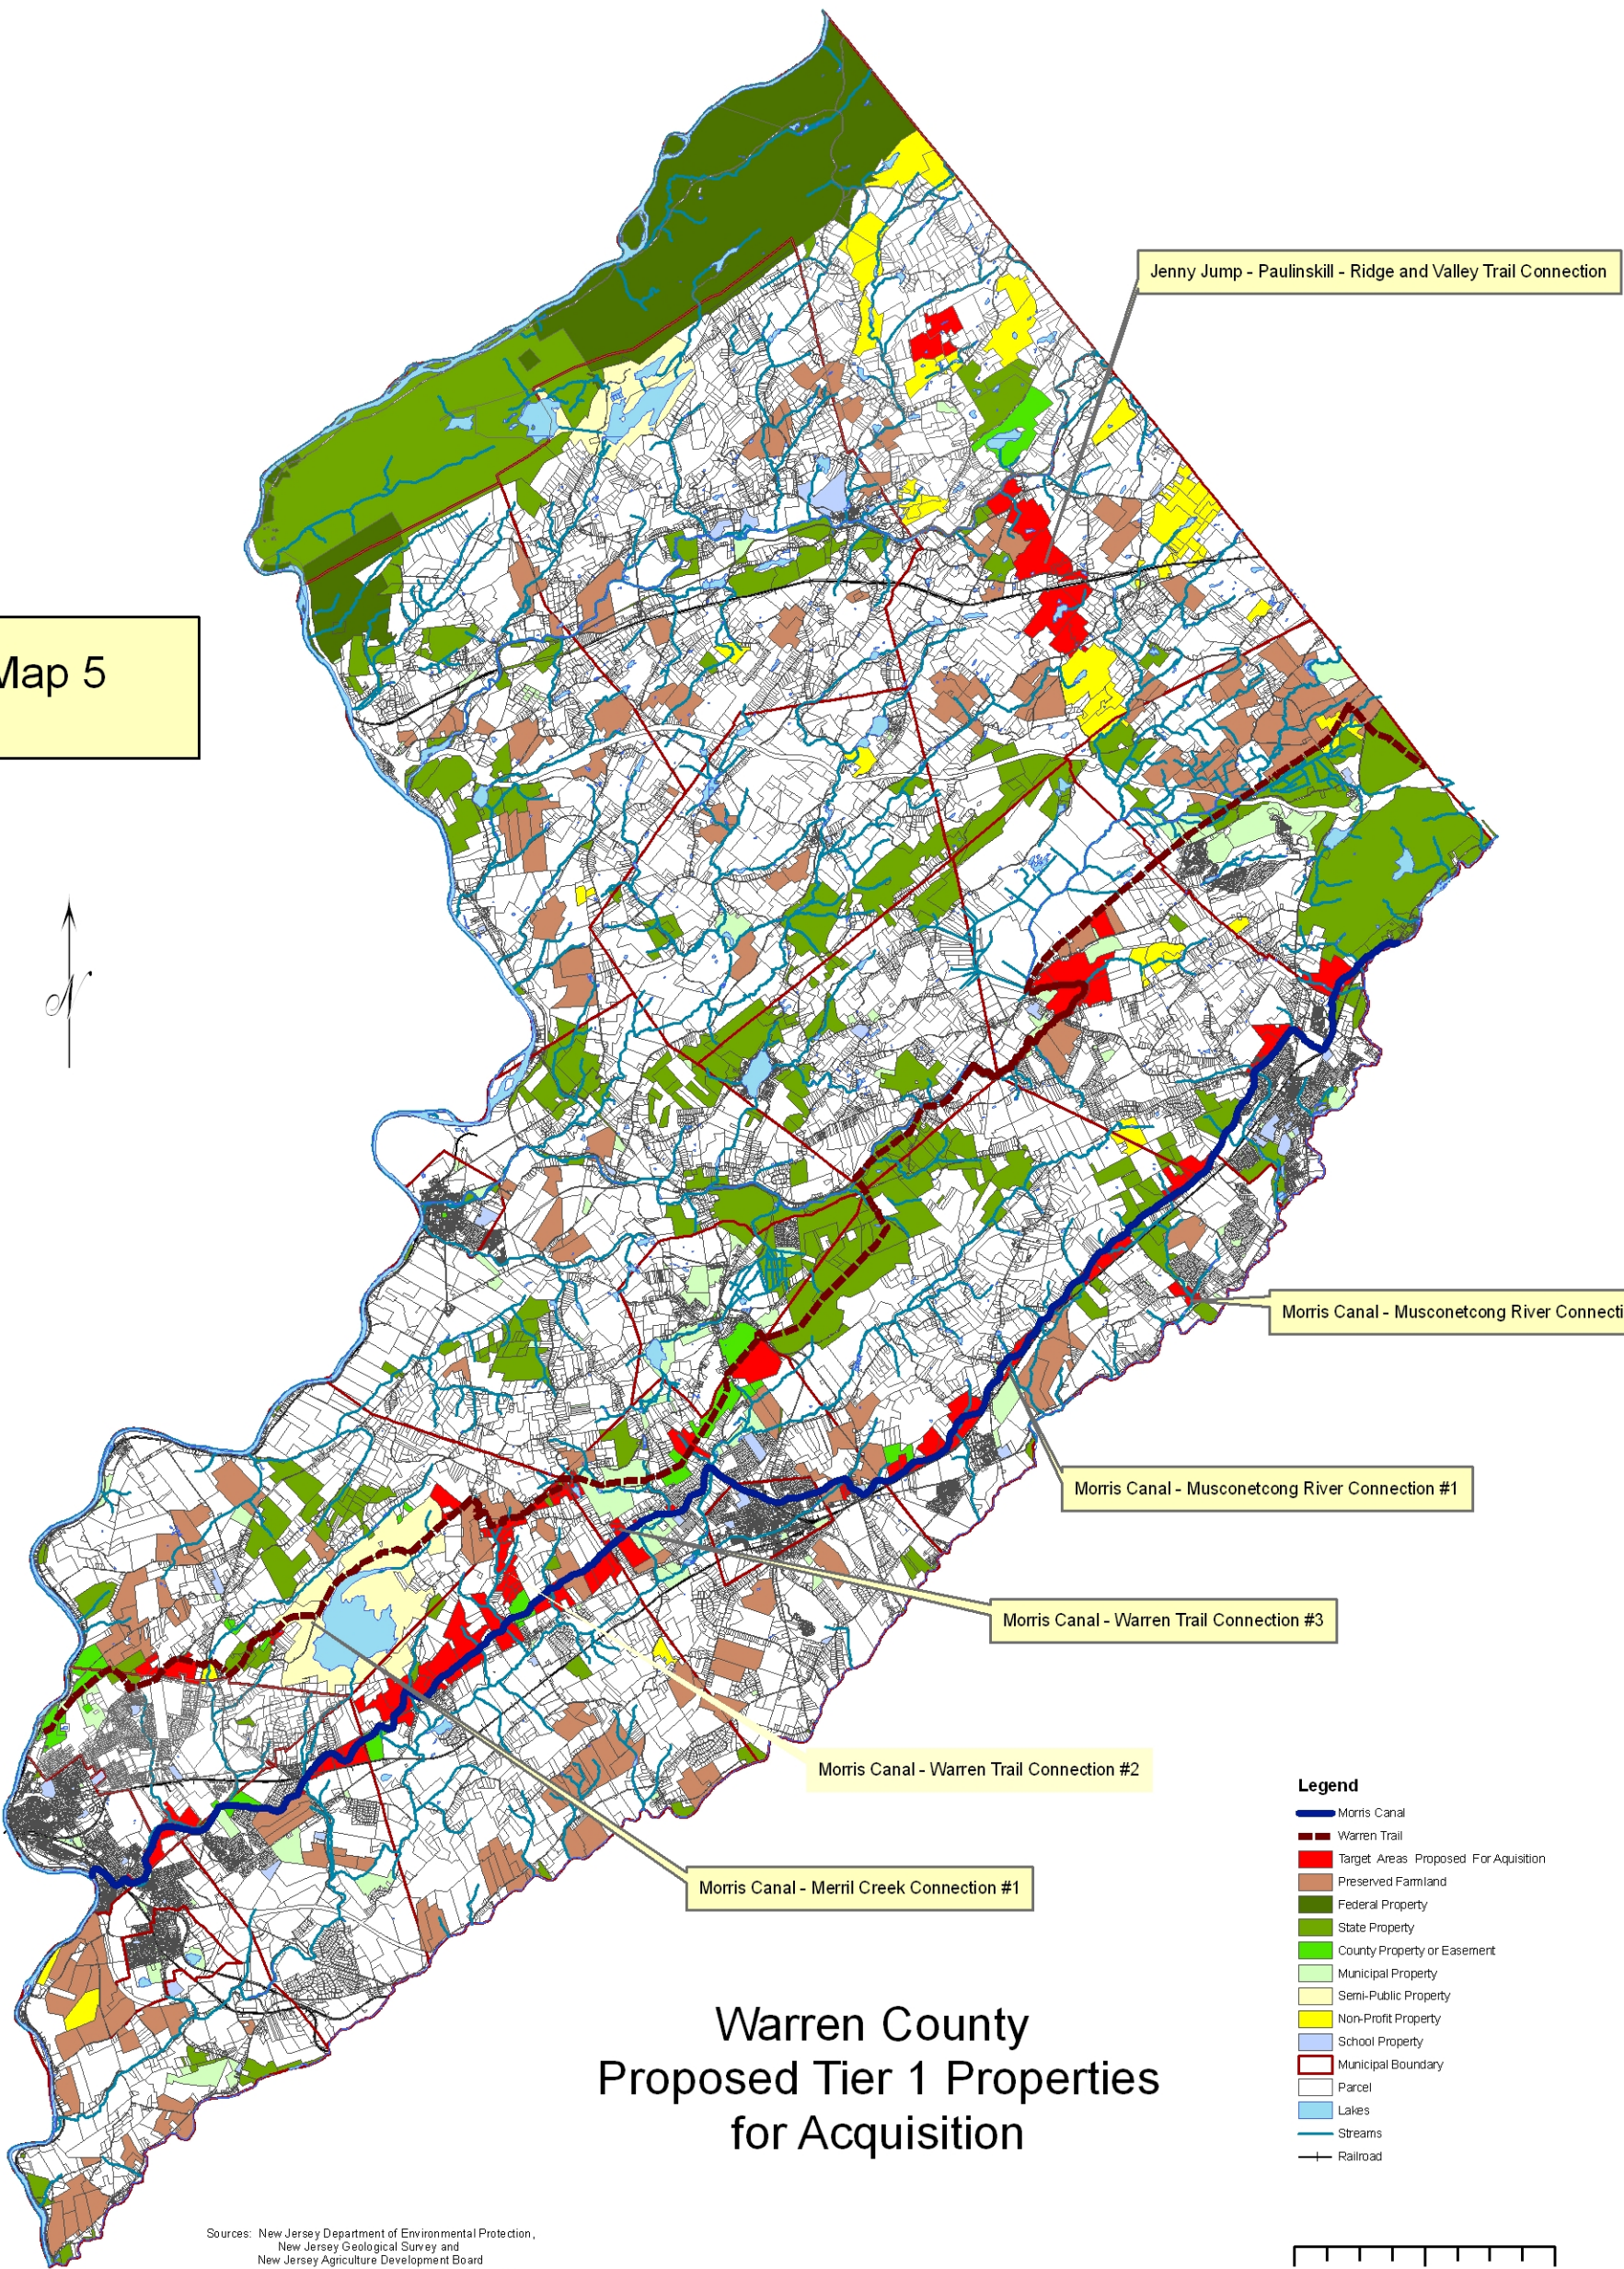 Jenny Jump - Paulinskill - Ridge and Valley Trail Connection
Map 5
N
Morris Canal - Musconetcong River Connecti
Morris Canal - Musconetcong River Connection #1
Morris Canal - Warren Trail Connection #3
Morris Canal - Warren Trail Connection #2
Morris Canal - Merril Creek Connection #1
Legend
Morris Canal
Warren Trail
Target Areas Proposed For Aquisition
Preserved Farmland
Federal Property
State Property
County Property or Easement
Municipal Property
Semi-Public Property
Non-Profit Property
School Property
Municipal Boundary
Parcel
Lakes
Streams
Railroad
Warren County
Proposed Tier 1 Properties
for Acquisition
Sources: New Jersey Department of Environmental Protection,
New Jersey Geological Survey and
New Jersey Agriculture Development Board